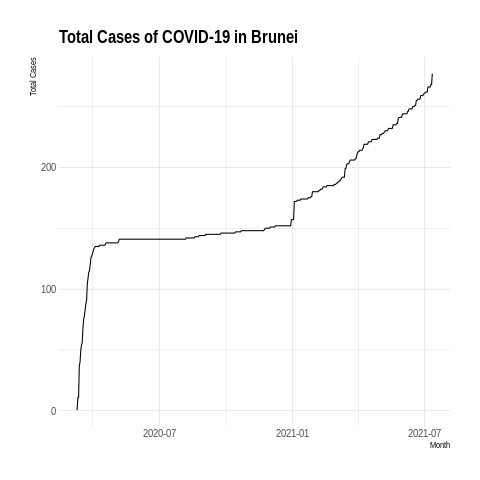 Total Cases of COVID-19 in Brunei
Total Cases
200
100
0
2020-07
2021-01
2021-07
Month